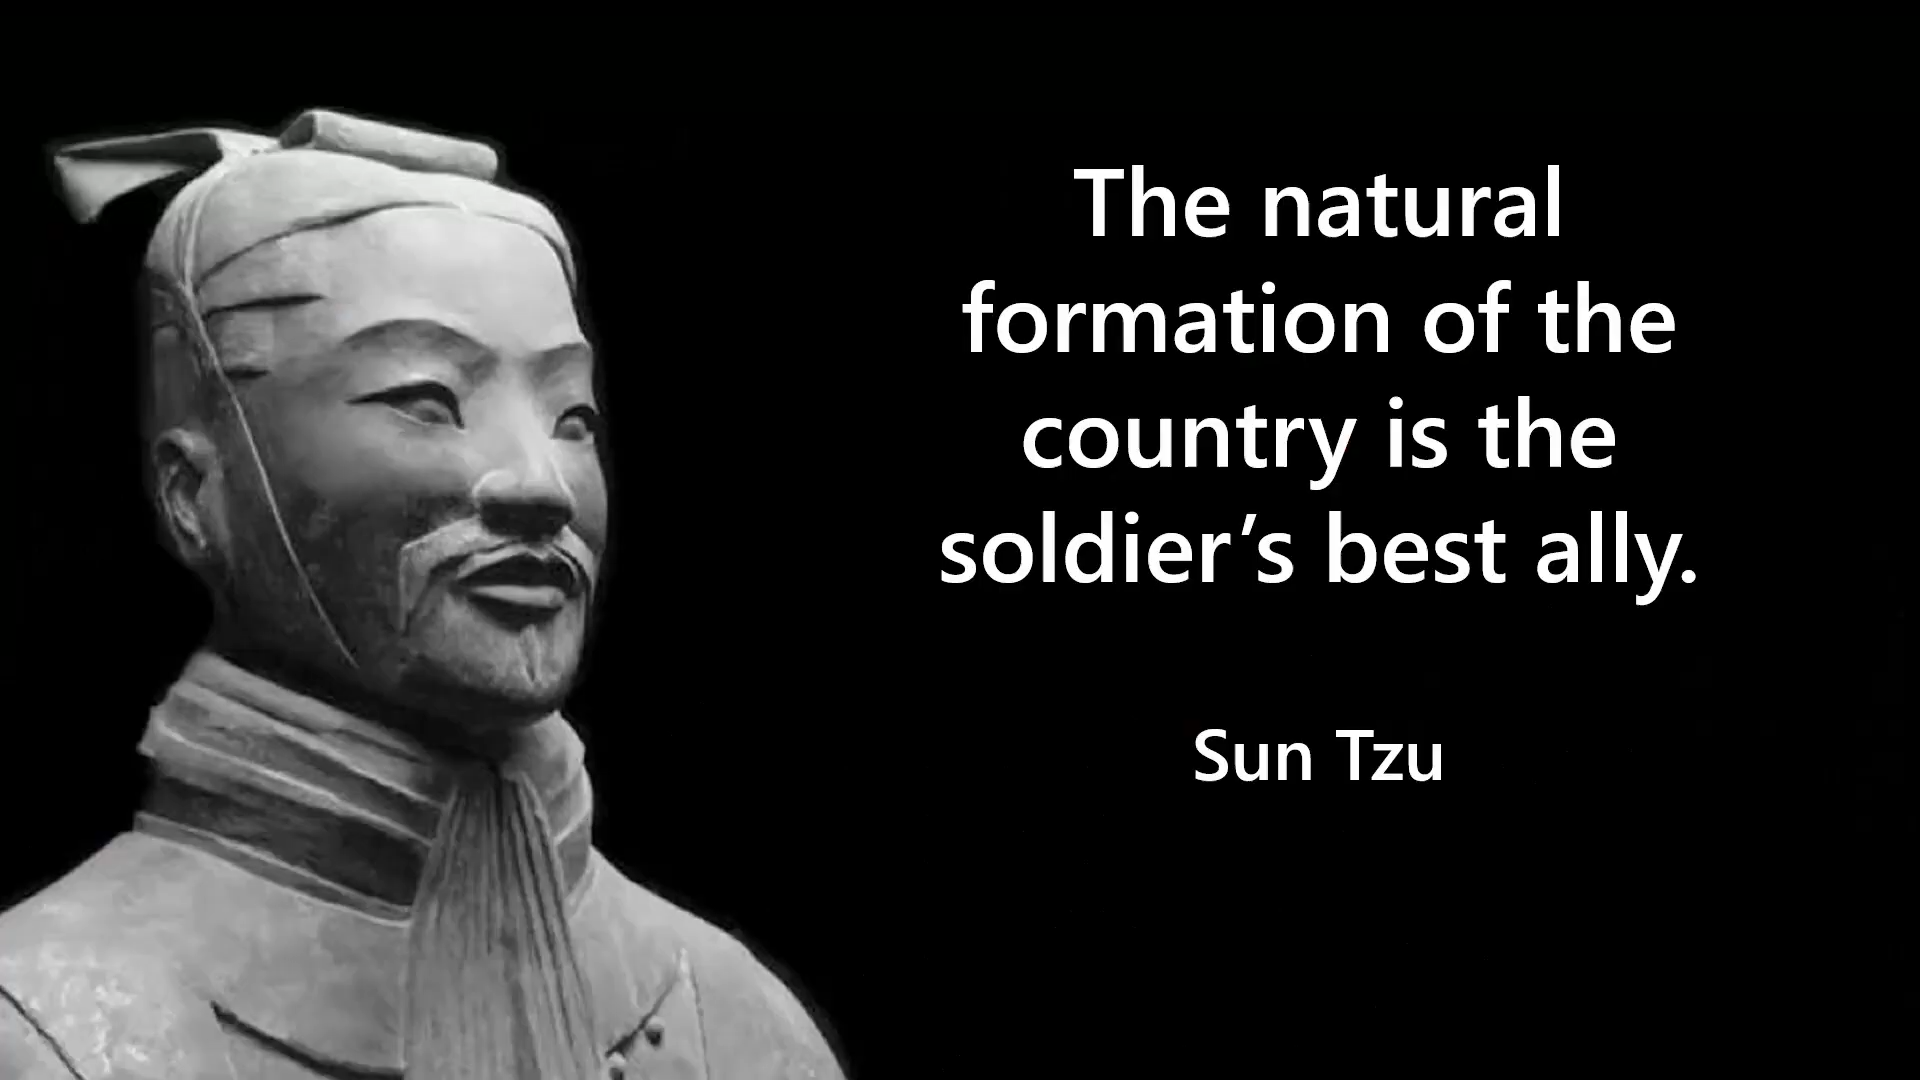 The natural
formation of the
country is the
soldier’s best ally.
Sun Tzu